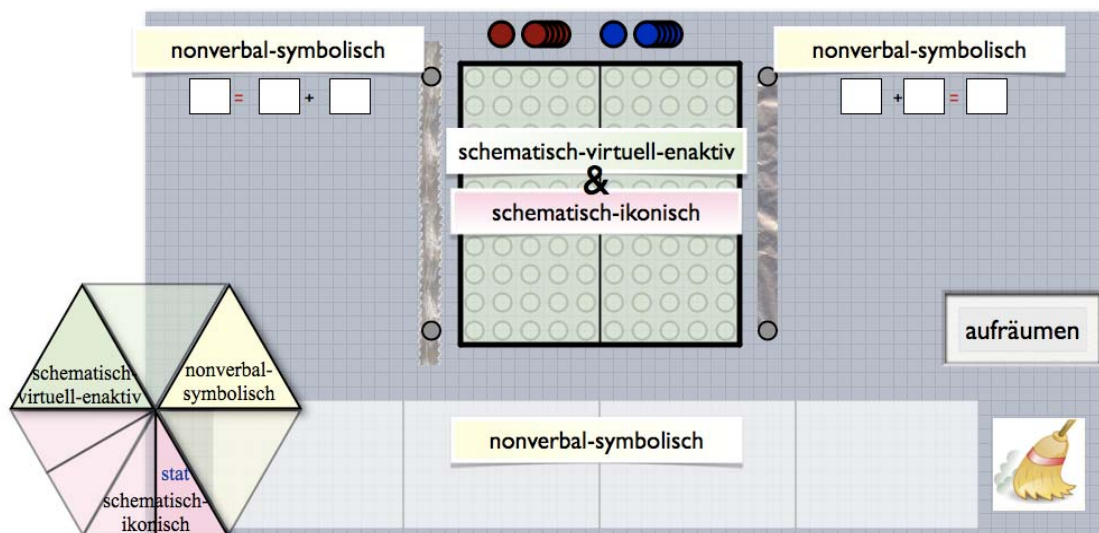 nonverbal-symbolisch
nonverbal-symbolisch
= +
+ =
schematisch-virtuell-enaktiv
&
schematisch-ikonisch
aufräumen
schematisch-
virtuell-enaktiv
nonverbal-
symbolisch
nonverbal-symbolisch
stat
schematisch-
ikonisch